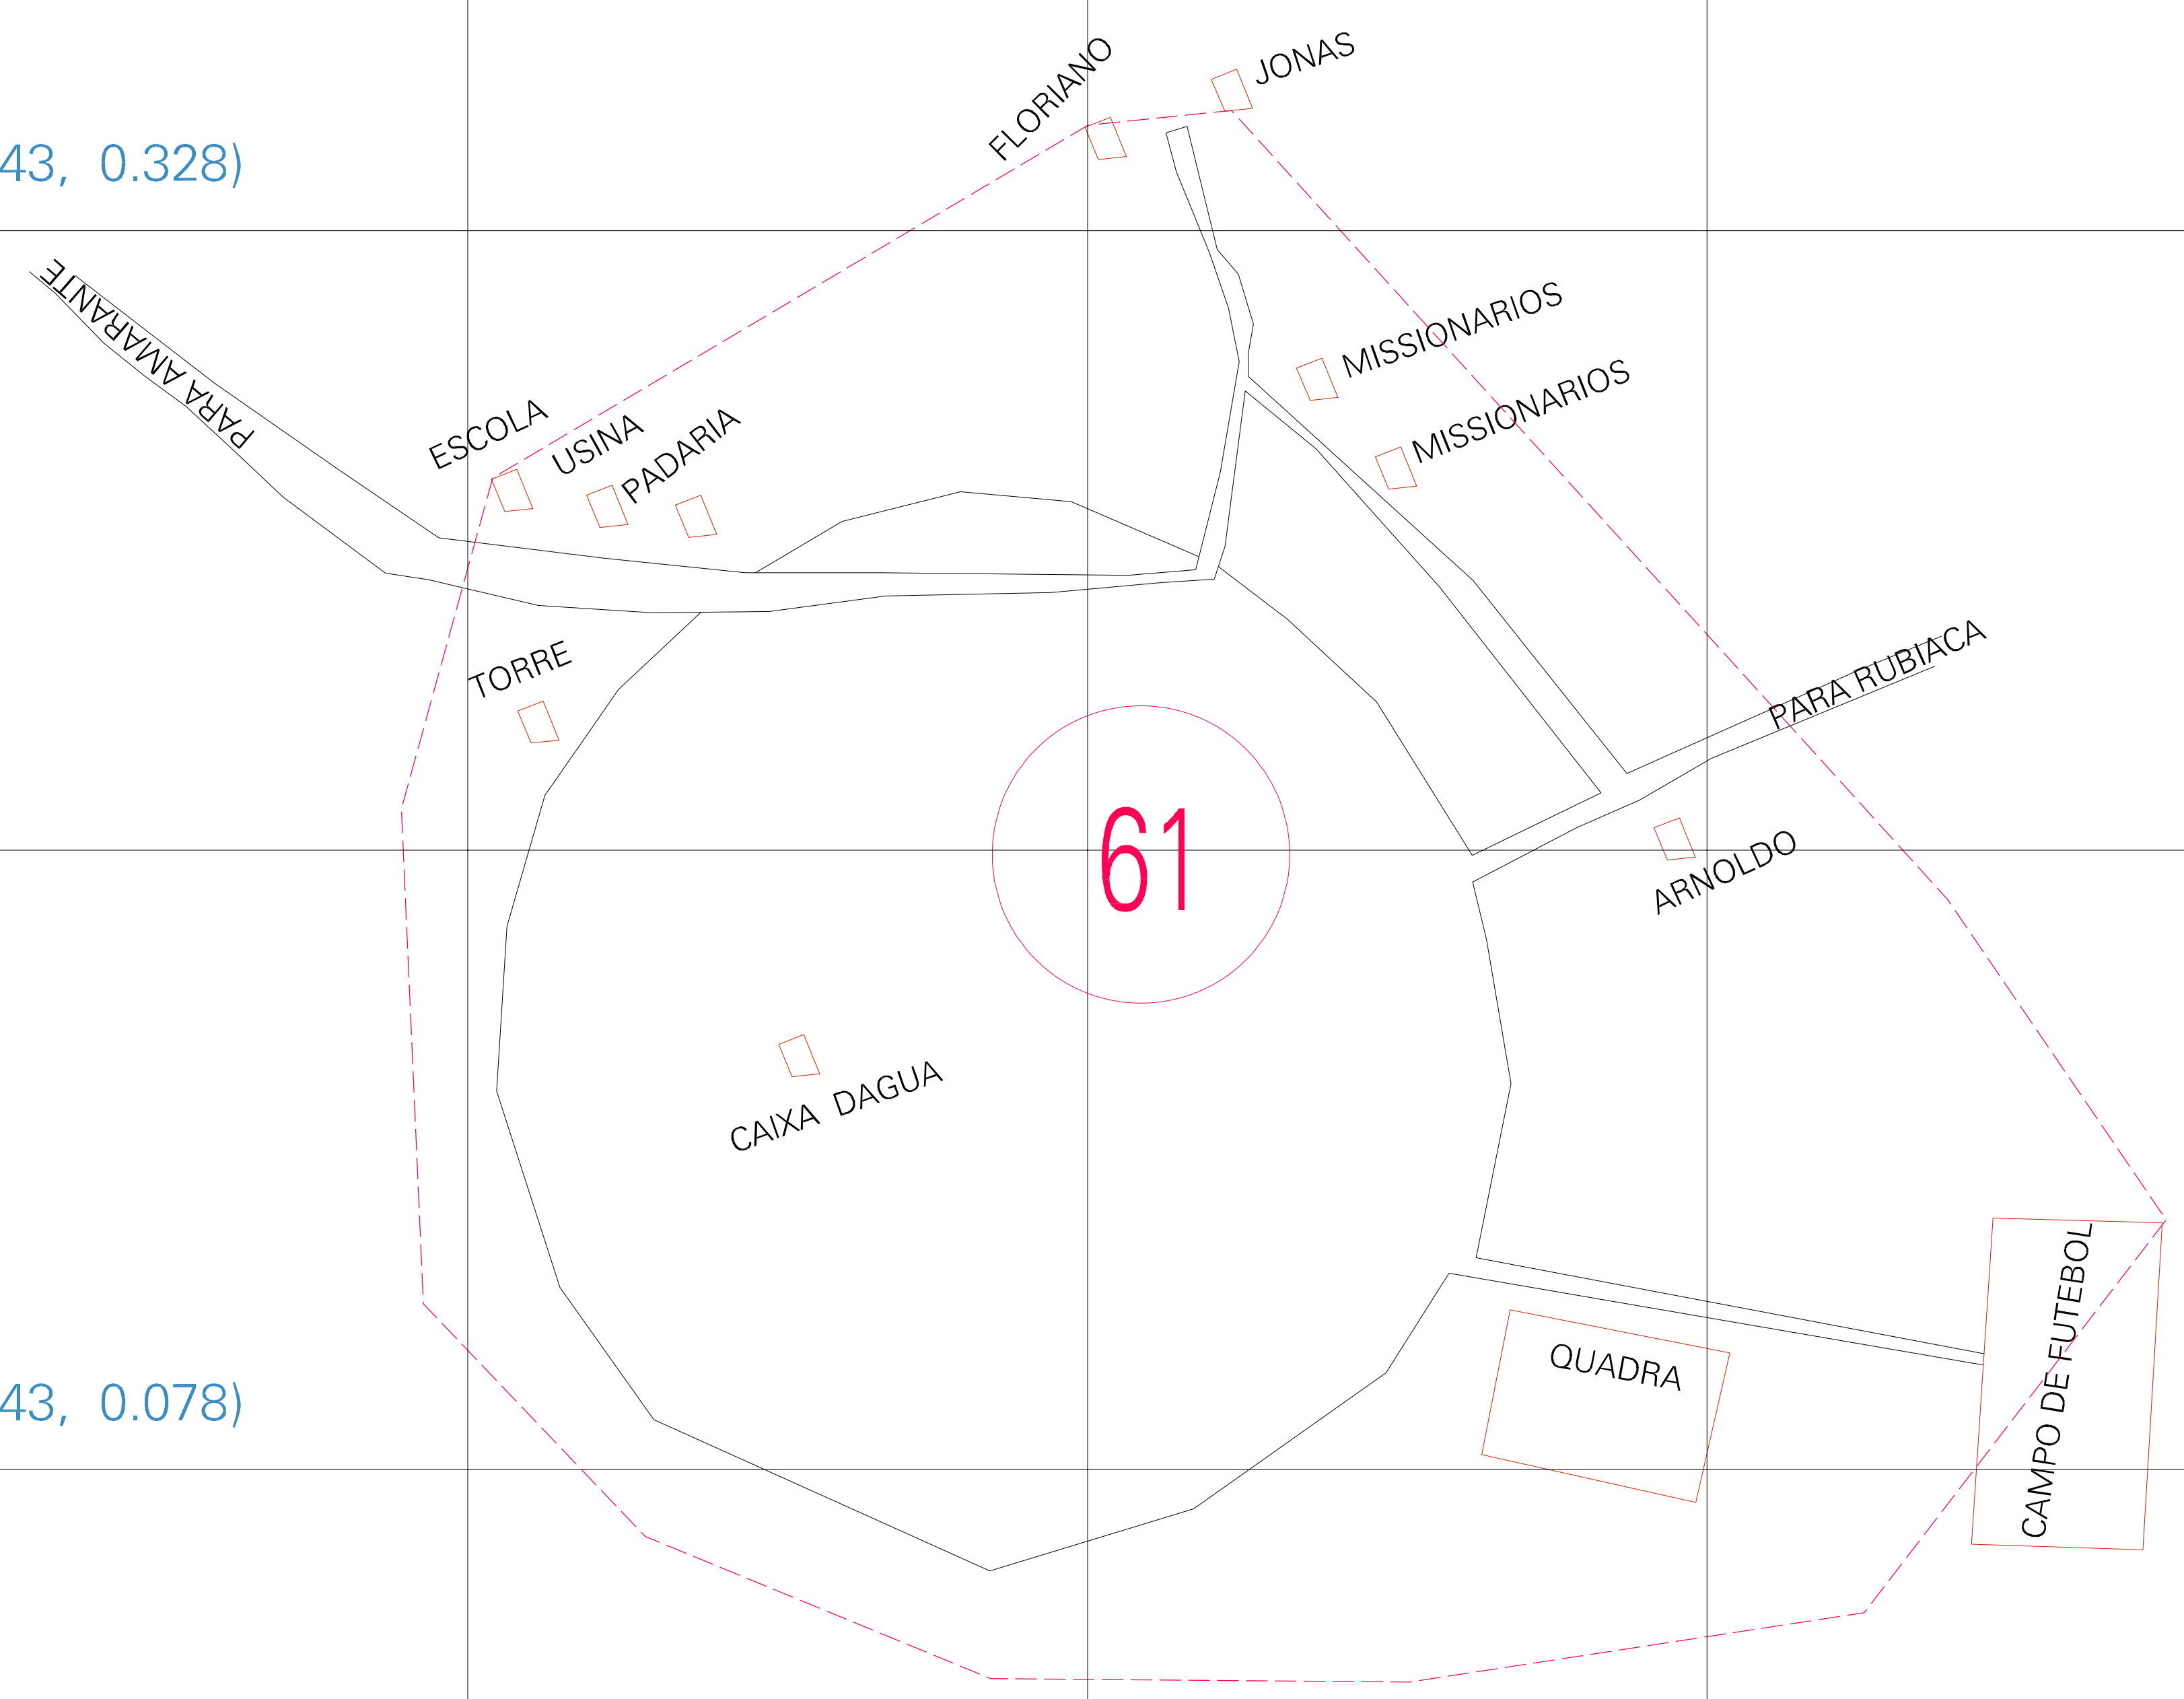 FLORIANO
JONAS
43, 0.328)
PARA AMARANTE
MISSIONARIOS
MISSIONARIOS
ESCOLA
USINA
PADARIA
TORRE
PARA RUBIACA
61
ARNOLDO
CAIXA DAGUA
CAMPO DE FUTEBOL
QUADRA
43, 0.078)